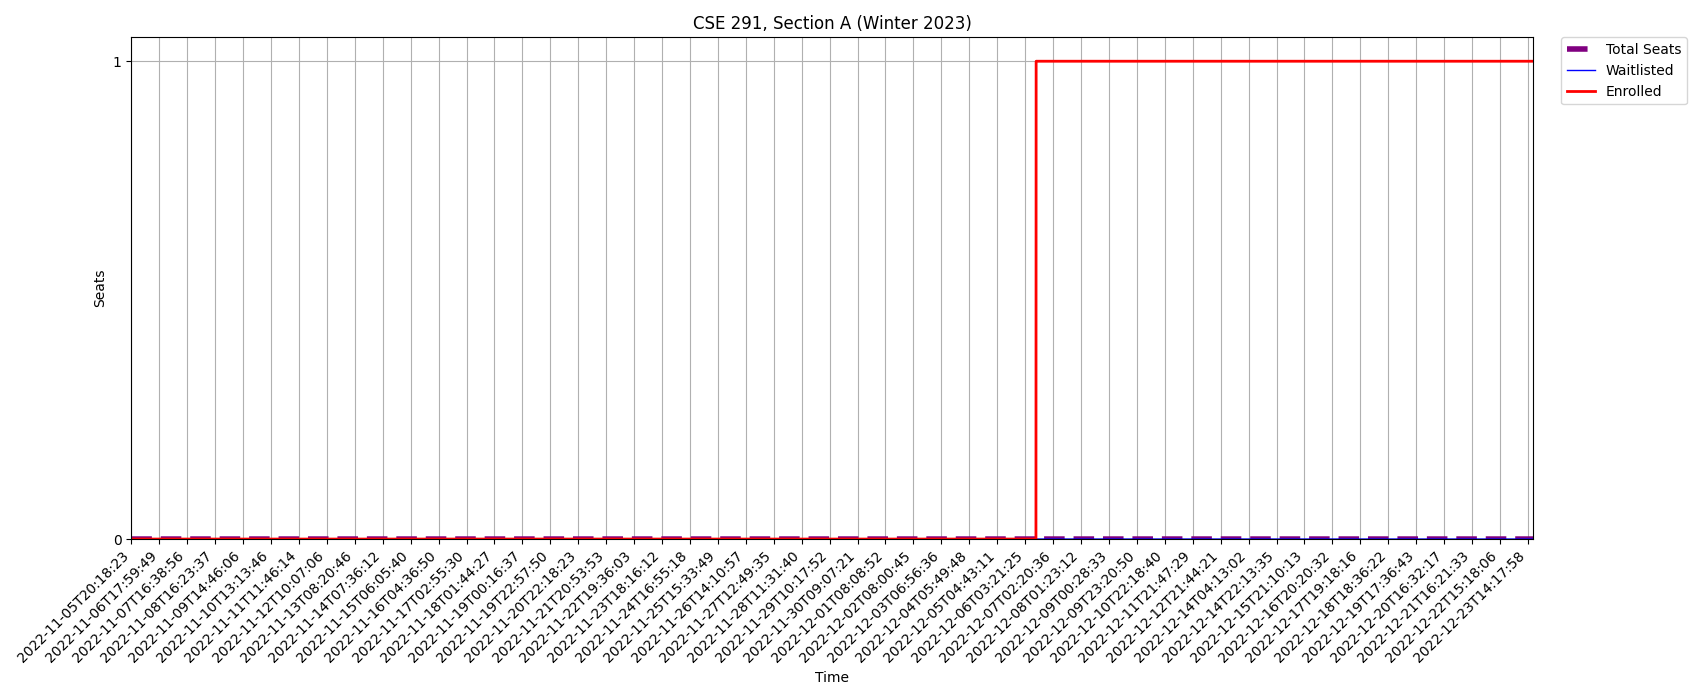 CSE 291, Section A (Winter 2023)
Total Seats
Waitlisted
Enrolled
Seats
1
0
2022-11-05T20:18:23
2022-11-06T17:59:49
2022-11-07T16:38:56
2022-11-08T16:23:37
2022-11-09T14:46:06
2022-11-10T13:13:46
2022-11-11T11:46:14
2022-11-12T10:07:06
2022-11-13T08:20:46
2022-11-14T07:36:12
2022-11-15T06:05:40
2022-11-16T04:36:50
2022-11-17T02:55:30
2022-11-18T01:44:27
2022-11-19T00:16:37
2022-11-19T22:57:50
2022-11-20T22:18:23
2022-11-21T20:53:53
2022-11-22T19:36:03
2022-11-23T18:16:12
2022-11-24T16:55:18
2022-11-25T15:33:49
2022-11-26T14:10:57
2022-11-27T12:49:35
2022-11-28T11:31:40
2022-11-29T10:17:52
2022-11-30T09:07:21
2022-12-01T08:08:52
2022-12-02T08:00:45
2022-12-03T06:56:36
2022-12-04T05:49:48
2022-12-05T04:43:11
2022-12-06T03:21:25
2022-12-07T02:20:36
2022-12-08T01:23:12
2022-12-09T00:28:33
2022-12-09T23:20:50
2022-12-10T22:18:40
2022-12-11T21:47:29
2022-12-12T21:44:21
2022-12-14T04:13:02
2022-12-14T22:13:35
2022-12-15T21:10:13
2022-12-16T20:20:32
2022-12-17T19:18:16
2022-12-18T18:36:22
2022-12-19T17:36:43
2022-12-20T16:32:17
2022-12-21T16:21:33
2022-12-22T15:18:06
2022-12-23T14:17:58
Time